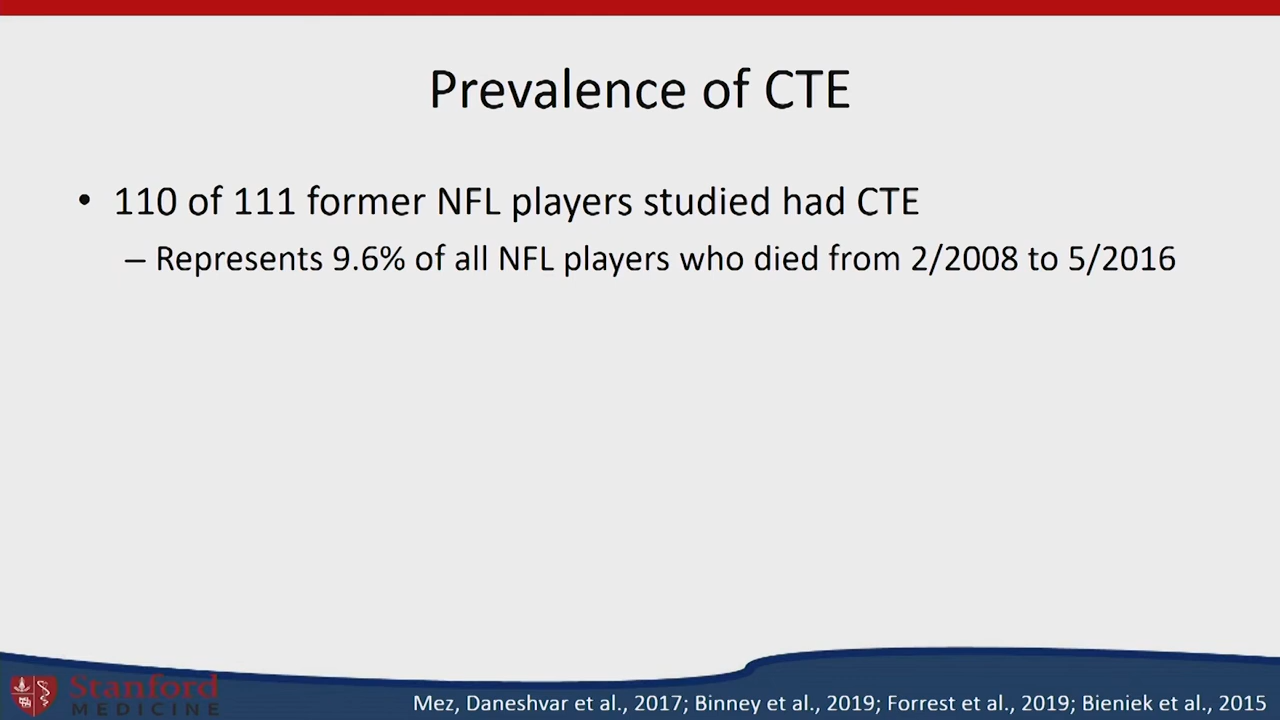 Prevalence of CTE
• 110 of 111 former NFL players studied had CTE
– Represents 9.6% of all NFL players who died from 2/2008 to 5/2016
Stanford
MEDICINE
Mez, Daneshvar et al., 2017; Binney et al., 2019; Forrest et al., 2019; Bieniek et al., 2015